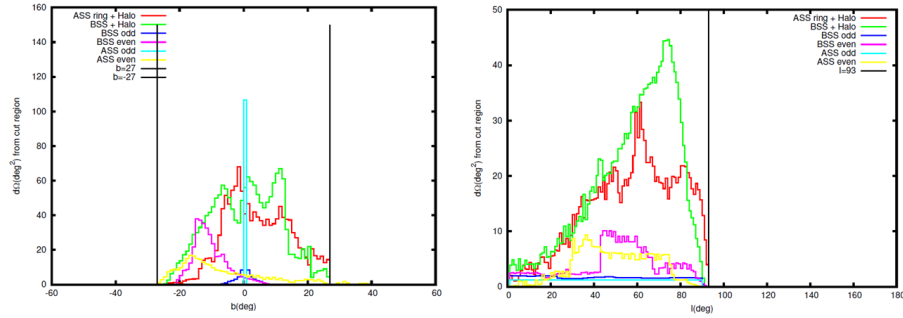 160
140
120
100
80
60
40
20
0
ASS ring + Halo
BSS + Halo
BSS odd
BSS even
ASS odd
ASS even
b=27
b=-27
dΩ(deg²) from cut region
-60 -40 -20 0 20 40 60
b(deg)
50
40
30
20
10
0
ASS ring + Halo
BSS + Halo
BSS odd
BSS even
ASS odd
ASS even
l=93
dΩ(deg²) from cut region
0 20 40 60 80 100 120 140 160 180
l(deg)